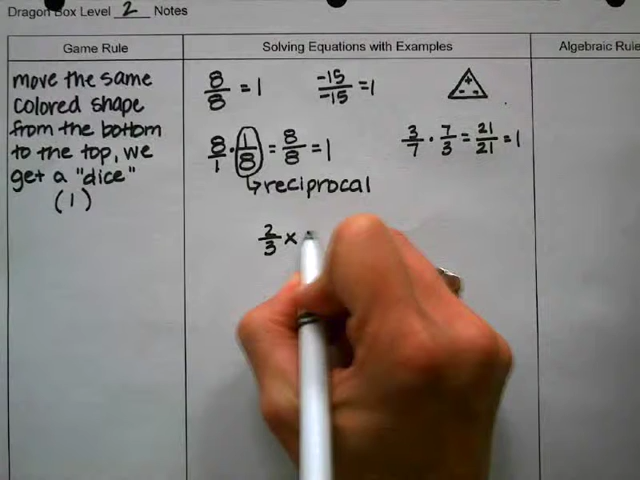 Dragon Box Level 2 Notes
Game Rule
Solving Equations with Examples
Algebraic Rule
move the same
colored shape
from the bottom
to the top, we
get a "dice"
(1)
8/8 = 1
-15/-15 = 1
+ - -
8/1 · 1/8 = 8/8 = 1
3/7 · 7/3 = 21/21 = 1
reciprocal
2/3 x